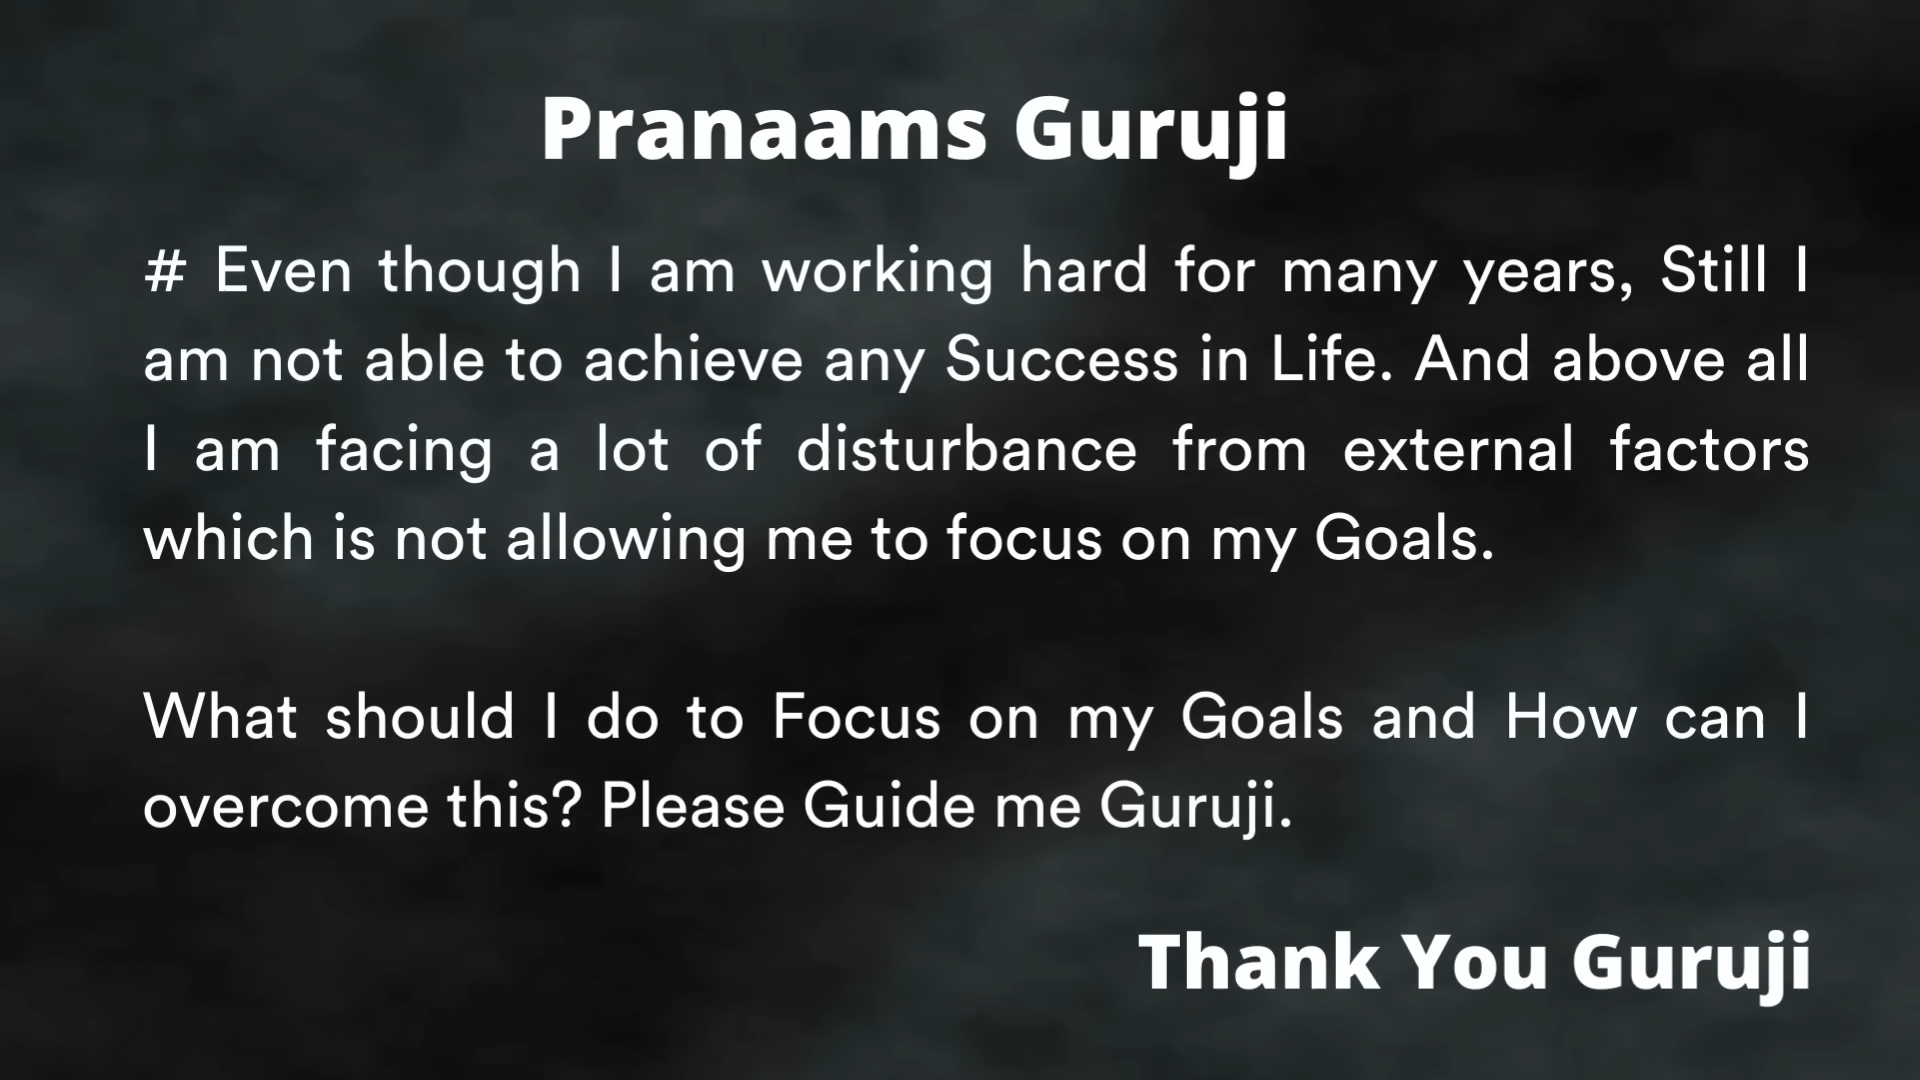 Pranaams Guruji
# Even though I am working hard for many years, Still I
am not able to achieve any Success in Life. And above all
I am facing a lot of disturbance from external factors
which is not allowing me to focus on my Goals.
What should I do to Focus on my Goals and How can I
overcome this? Please Guide me Guruji.
Thank You Guruji